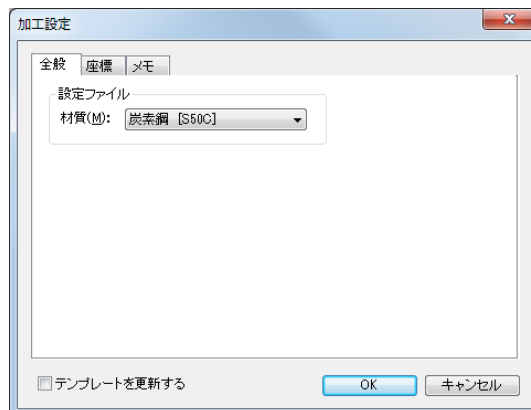 加工設定
全般 座標 メモ
設定ファイル
材質(M): 炭素鋼 [S50C]
テンプレートを更新する OK キャンセル